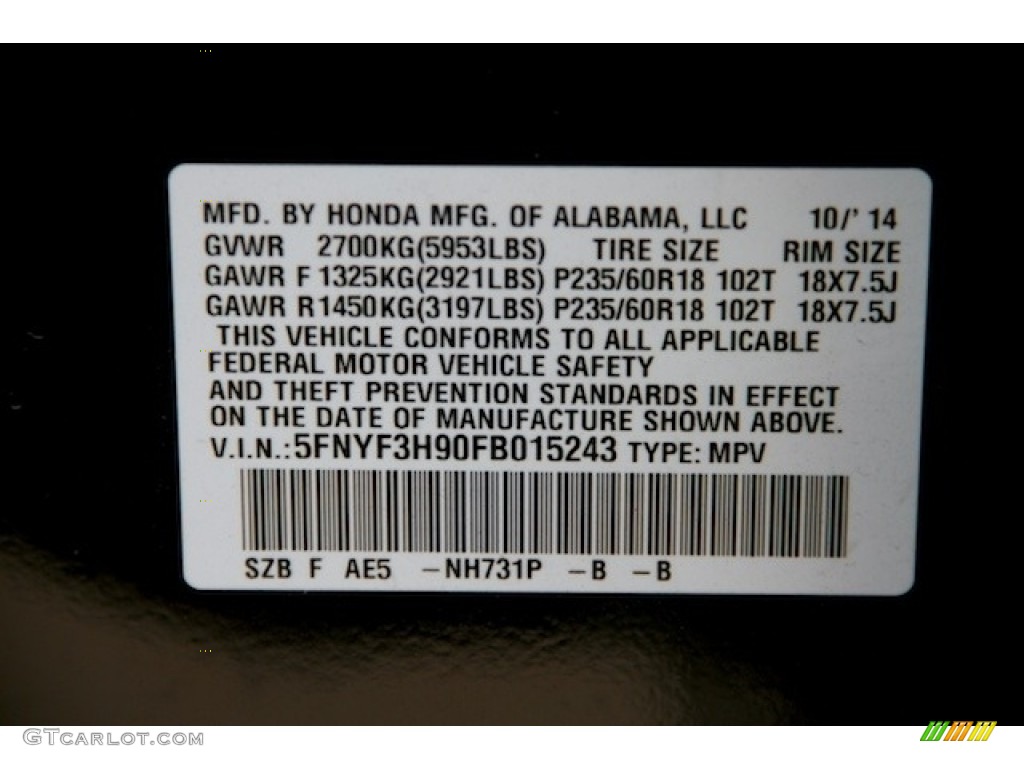 MFD. BY HONDA MFG. OF ALABAMA, LLC 10/' 14
GVWR 2700KG(5953LBS) TIRE SIZE RIM SIZE
GAWR F 1325KG(2921LBS) P235/60R18 102T 18X7.5J
GAWR R1450KG(3197LBS) P235/60R18 102T 18X7.5J
THIS VEHICLE CONFORMS TO ALL APPLICABLE
FEDERAL MOTOR VEHICLE SAFETY
AND THEFT PREVENTION STANDARDS IN EFFECT
ON THE DATE OF MANUFACTURE SHOWN ABOVE.
V.I.N.:5FNYF3H90FB015243 TYPE: MPV
SZB F AE5 –NH731P –B –B
GTCARLOT.COM